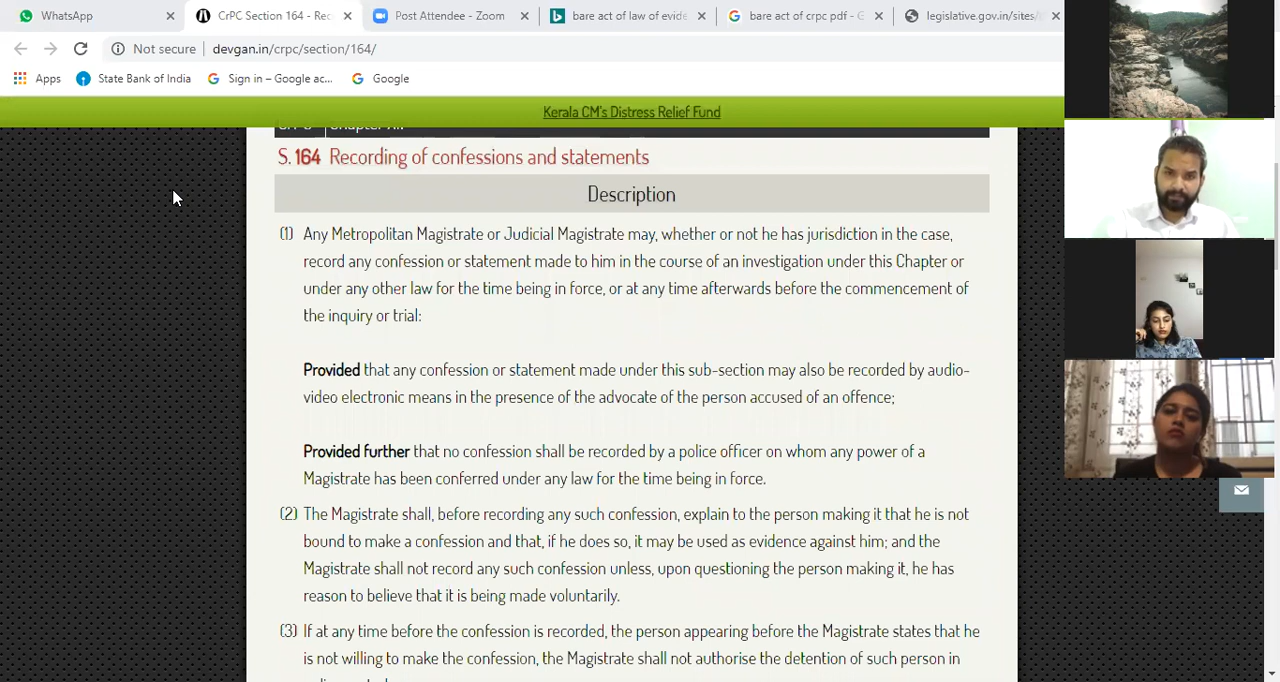 WhatsApp
CrPC Section 164 - Rec
Post Attendee - Zoom
bare act of law of evide
bare act of crpc pdf - G
legislative.gov.in/sites/
Not secure | devgan.in/crpc/section/164/
Apps
State Bank of India
Sign in – Google ac...
Google
Kerala CM's Distress Relief Fund
S. 164 Recording of confessions and statements
Description
(1) Any Metropolitan Magistrate or Judicial Magistrate may, whether or not he has jurisdiction in the case,
record any confession or statement made to him in the course of an investigation under this Chapter or
under any other law for the time being in force, or at any time afterwards before the commencement of
the inquiry or trial:
Provided that any confession or statement made under this sub-section may also be recorded by audio-
video electronic means in the presence of the advocate of the person accused of an offence;
Provided further that no confession shall be recorded by a police officer on whom any power of a
Magistrate has been conferred under any law for the time being in force.
(2) The Magistrate shall, before recording any such confession, explain to the person making it that he is not
bound to make a confession and that, if he does so, it may be used as evidence against him; and the
Magistrate shall not record any such confession unless, upon questioning the person making it, he has
reason to believe that it is being made voluntarily.
(3) If at any time before the confession is recorded, the person appearing before the Magistrate states that he
is not willing to make the confession, the Magistrate shall not authorise the detention of such person in